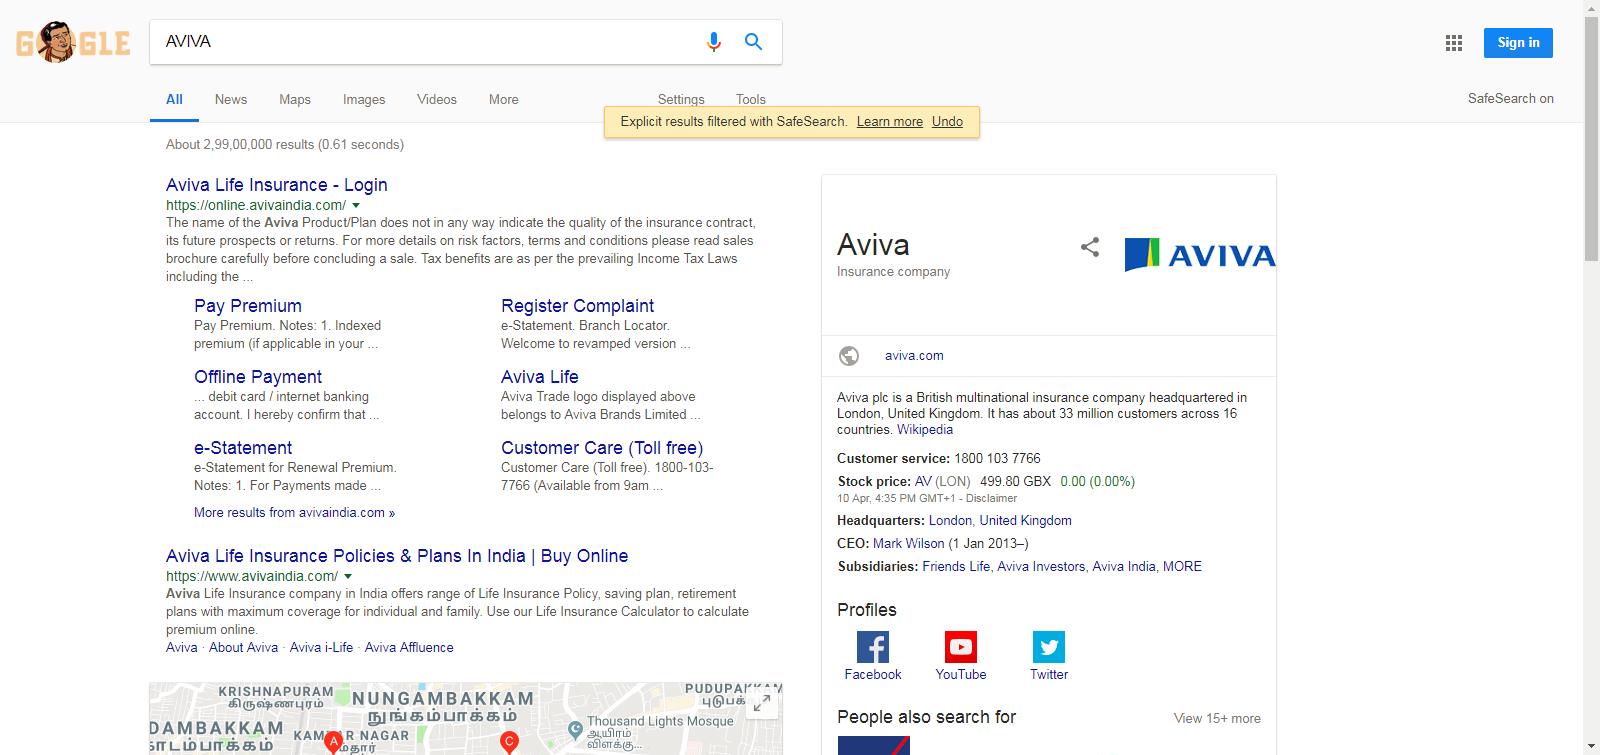 GOOGLE
AVIVA
Sign in
All News Maps Images Videos More Settings Tools
SafeSearch on
Explicit results filtered with SafeSearch. Learn more Undo
About 2,99,00,000 results (0.61 seconds)
Aviva Life Insurance - Login
https://online.avivaindia.com/
The name of the Aviva Product/Plan does not in any way indicate the quality of the insurance contract,
its future prospects or returns. For more details on risk factors, terms and conditions please read sales
brochure carefully before concluding a sale. Tax benefits are as per the prevailing Income Tax Laws
including the ...
Pay Premium
Pay Premium. Notes: 1. Indexed
premium (if applicable in your ...
Register Complaint
e-Statement. Branch Locator.
Welcome to revamped version ...
Offline Payment
... debit card / internet banking
account. I hereby confirm that ...
Aviva Life
Aviva Trade logo displayed above
belongs to Aviva Brands Limited ...
e-Statement
e-Statement for Renewal Premium.
Notes: 1. For Payments made ...
Customer Care (Toll free)
Customer Care (Toll free). 1800-103-
7766 (Available from 9am ...
More results from avivaindia.com »
Aviva Life Insurance Policies & Plans In India | Buy Online
https://www.avivaindia.com/
Aviva Life Insurance company in India offers range of Life Insurance Policy, saving plan, retirement
plans with maximum coverage for individual and family. Use our Life Insurance Calculator to calculate
premium online.
Aviva · About Aviva · Aviva i-Life · Aviva Affluence
KRISHNAPURAM
கிருஷ்ணபுரம்
NUNGAMBAKKAM
நுங்கம்பாக்கம்
Thousand Lights Mosque
ஆயிரம்
விளக்கு...
A
C
Aviva
Insurance company
AVIVA
aviva.com
Aviva plc is a British multinational insurance company headquartered in
London, United Kingdom. It has about 33 million customers across 16
countries. Wikipedia
Customer service: 1800 103 7766
Stock price: AV (LON) 499.80 GBX 0.00 (0.00%)
10 Apr, 4:35 PM GMT+1 - Disclaimer
Headquarters: London, United Kingdom
CEO: Mark Wilson (1 Jan 2013–)
Subsidiaries: Friends Life, Aviva Investors, Aviva India, MORE
Profiles
Facebook YouTube Twitter
People also search for View 15+ more